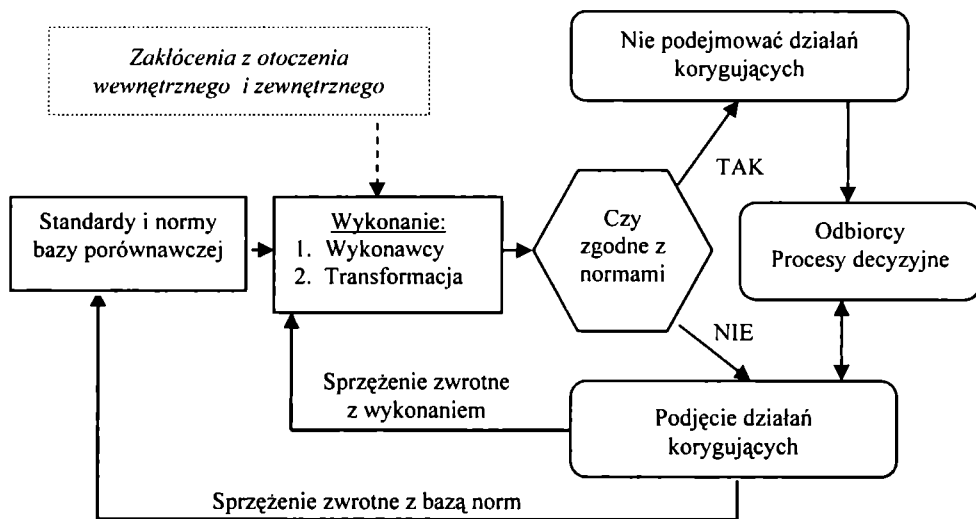 Zakłócenia z otoczenia
wewnętrznego i zewnętrznego
Nie podejmować działań
korygujących
TAK
Standardy i normy
bazy porównawczej
Wykonanie:
1. Wykonawcy
2. Transformacja
Czy
zgodne z
normami
Odbiorcy
Procesy decyzyjne
NIE
Sprzężenie zwrotne
z wykonaniem
Podjęcie działań
korygujących
Sprzężenie zwrotne z bazą norm